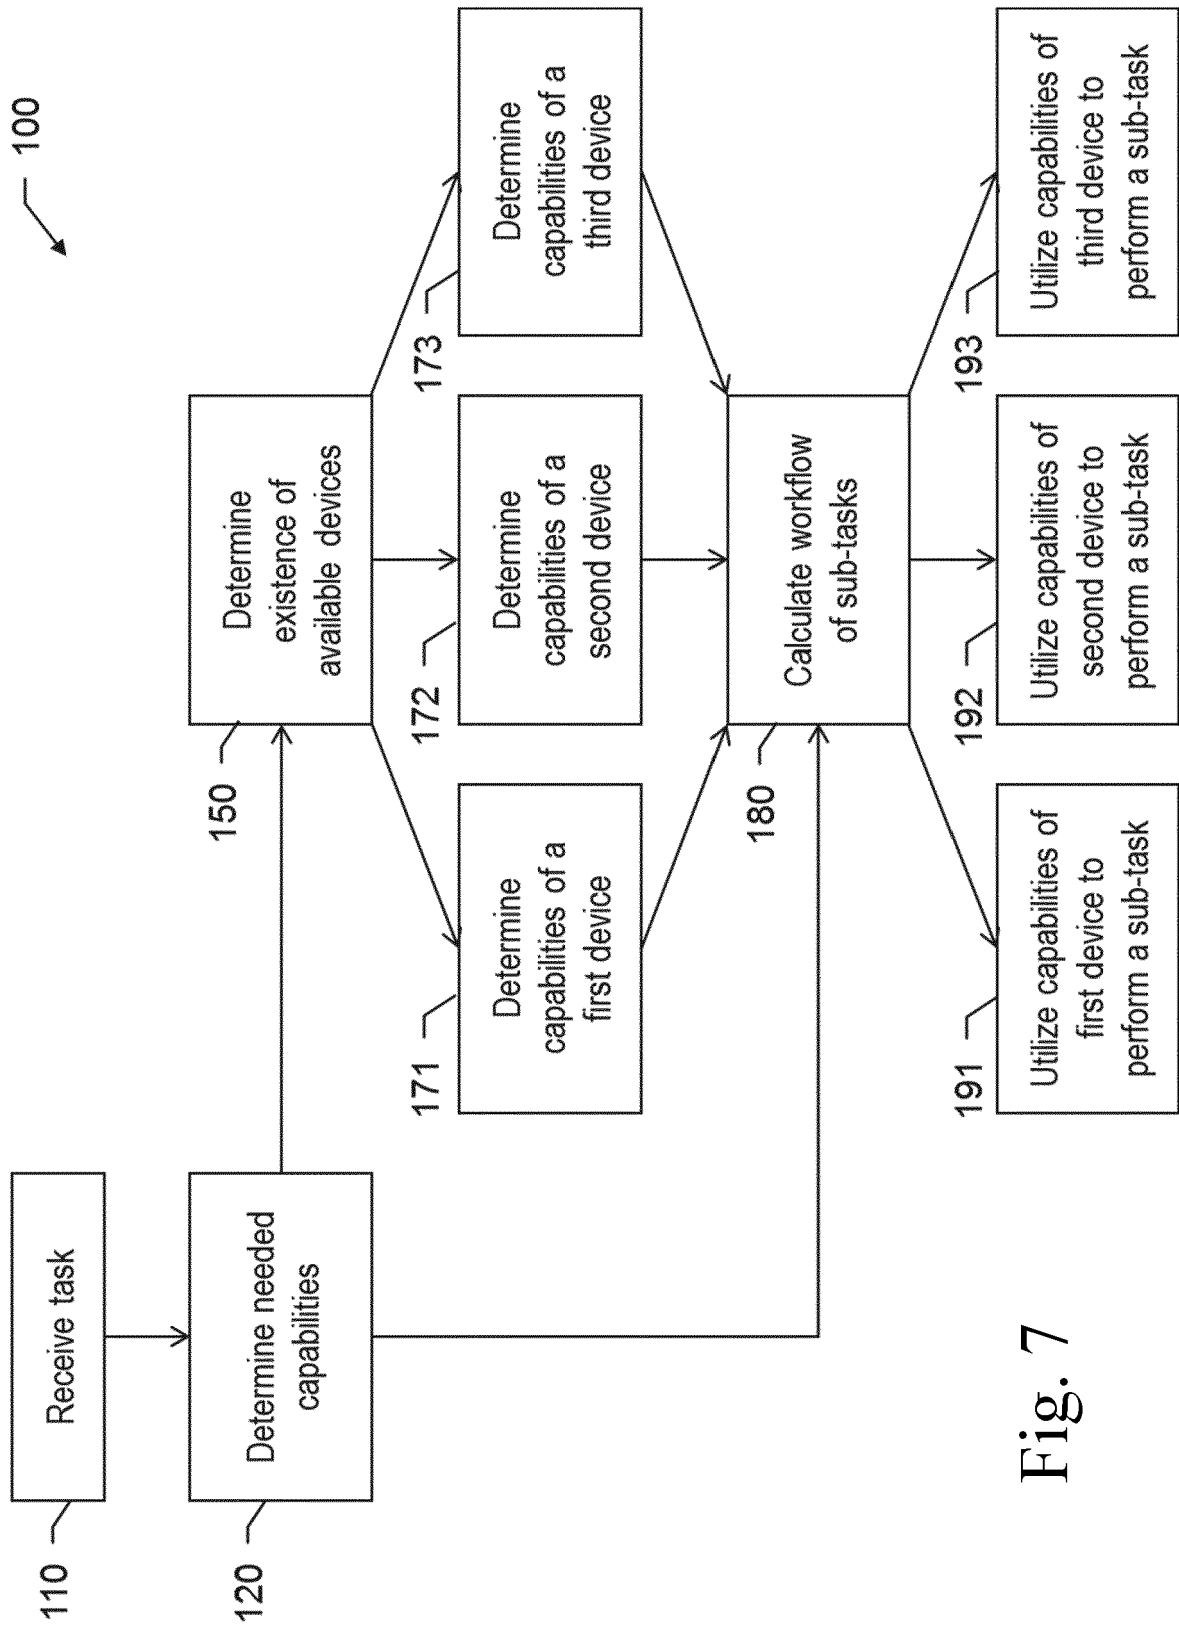 100
110
Receive task
120
Determine needed
capabilities
150
Determine
existence of
available devices
171
Determine
capabilities of a
first device
172
Determine
capabilities of a
second device
173
Determine
capabilities of a
third device
180
Calculate workflow
of sub-tasks
191
Utilize capabilities of
first device to
perform a sub-task
192
Utilize capabilities of
second device to
perform a sub-task
193
Utilize capabilities of
third device to
perform a sub-task
Fig. 7